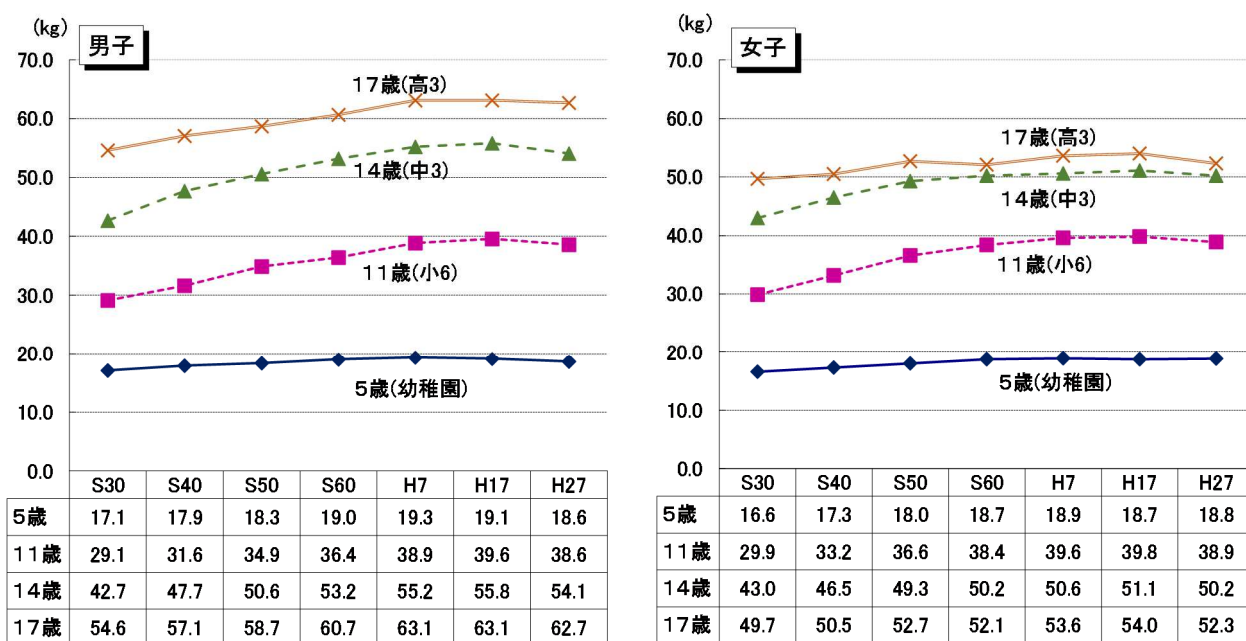 (kg)
男子
70.0
60.0
50.0
40.0
30.0
20.0
10.0
0.0
17歳(高3)
14歳(中3)
11歳(小6)
5歳(幼稚園)
S30 S40 S50 S60 H7 H17 H27
5歳 17.1 17.9 18.3 19.0 19.3 19.1 18.6
11歳 29.1 31.6 34.9 36.4 38.9 39.6 38.6
14歳 42.7 47.7 50.6 53.2 55.2 55.8 54.1
17歳 54.6 57.1 58.7 60.7 63.1 63.1 62.7
(kg)
女子
70.0
60.0
50.0
40.0
30.0
20.0
10.0
0.0
17歳(高3)
14歳(中3)
11歳(小6)
5歳(幼稚園)
S30 S40 S50 S60 H7 H17 H27
5歳 16.6 17.3 18.0 18.7 18.9 18.7 18.8
11歳 29.9 33.2 36.6 38.4 39.6 39.8 38.9
14歳 43.0 46.5 49.3 50.2 50.6 51.1 50.2
17歳 49.7 50.5 52.7 52.1 53.6 54.0 52.3